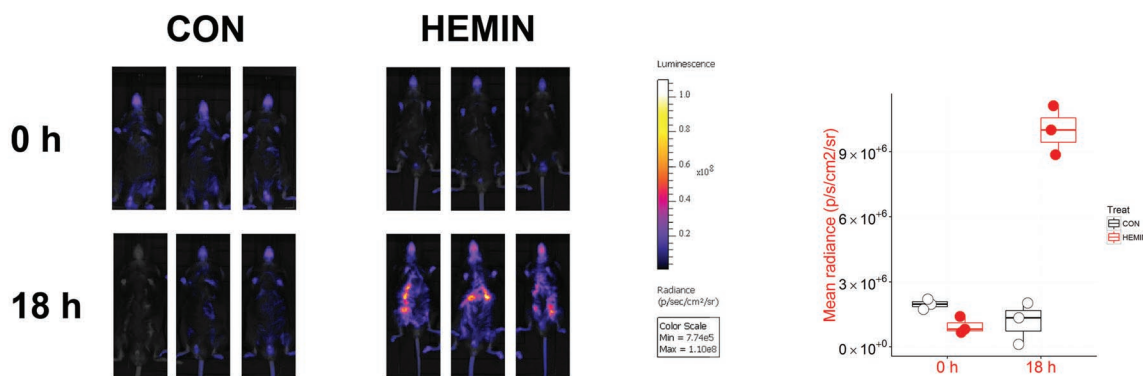 CON HEMIN
0 h
18 h
Luminescence
1.0
0.8
0.6
0.4
0.2
x10⁸
Radiance
(p/sec/cm²/sr)
Color Scale
Min = 7.74e5
Max = 1.10e8
Mean radiance (p/s/cm2/sr)
9×10⁺⁶
6×10⁺⁶
3×10⁺⁶
0×10⁺⁰
0 h 18 h
Treat
CON
HEMIN